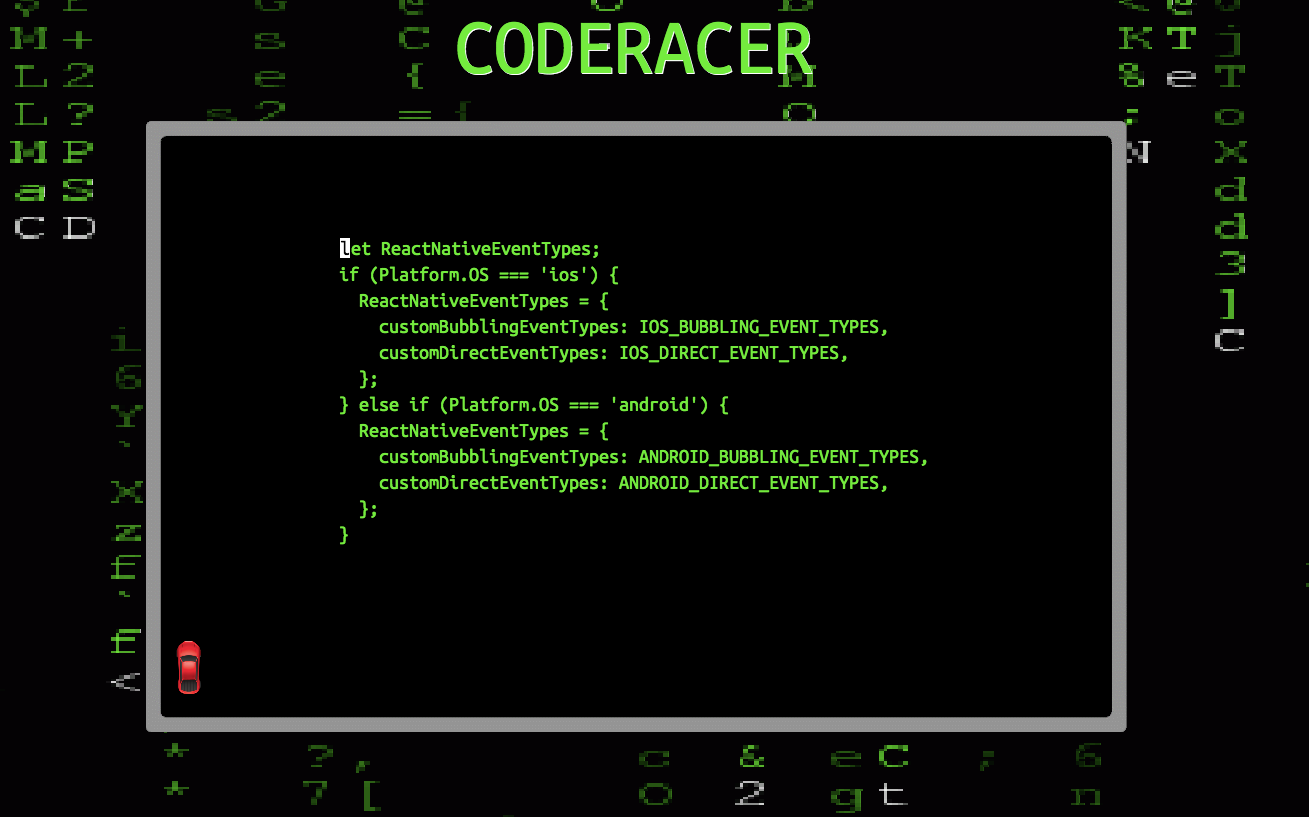 CODERACER
let ReactNativeEventTypes;
if (Platform.OS === 'ios') {
  ReactNativeEventTypes = {
    customBubblingEventTypes: IOS_BUBBLING_EVENT_TYPES,
    customDirectEventTypes: IOS_DIRECT_EVENT_TYPES,
  };
} else if (Platform.OS === 'android') {
  ReactNativeEventTypes = {
    customBubblingEventTypes: ANDROID_BUBBLING_EVENT_TYPES,
    customDirectEventTypes: ANDROID_DIRECT_EVENT_TYPES,
  };
}